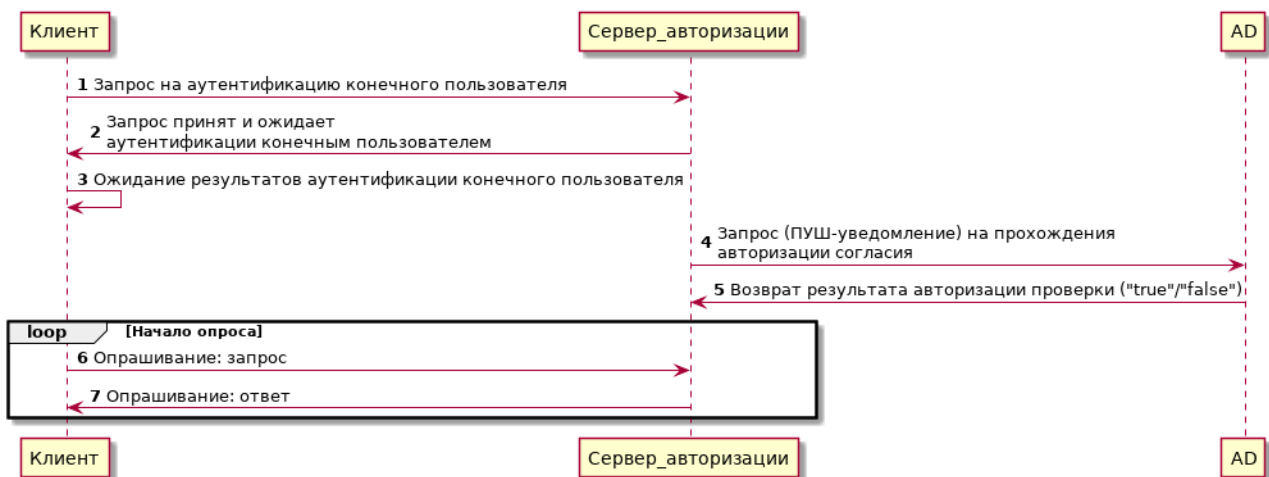 Клиент
Сервер_авторизации
AD
1 Запрос на аутентификацию конечного пользователя
2 Запрос принят и ожидает
аутентификации конечным пользователем
3 Ожидание результатов аутентификации конечного пользователя
4 Запрос (ПУШ-уведомление) на прохождения
авторизации согласия
5 Возврат результата авторизации проверки ("true"/"false")
loop [Начало опроса]
6 Опрашивание: запрос
7 Опрашивание: ответ
Клиент
Сервер_авторизации
AD